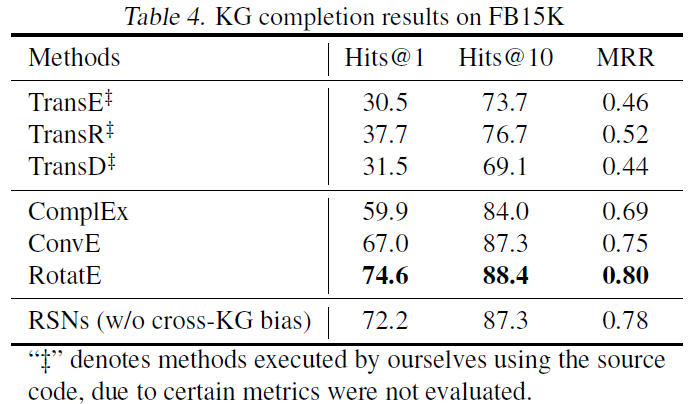 Table 4. KG completion results on FB15K
Methods Hits@1 Hits@10 MRR
TransE‡ 30.5 73.7 0.46
TransR‡ 37.7 76.7 0.52
TransD‡ 31.5 69.1 0.44
ComplEx 59.9 84.0 0.69
ConvE 67.0 87.3 0.75
RotatE 74.6 88.4 0.80
RSNs (w/o cross-KG bias) 72.2 87.3 0.78
“‡” denotes methods executed by ourselves using the source
code, due to certain metrics were not evaluated.